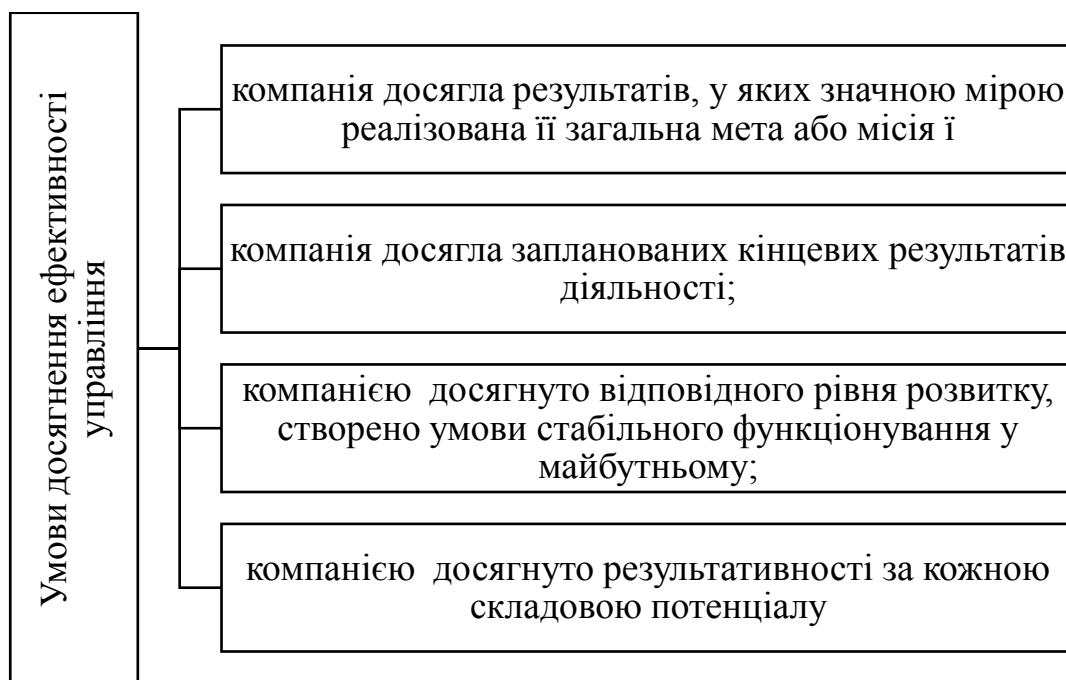 Умови досягнення ефективності
управління
компанія досягла результатів, у яких значною мірою
реалізована її загальна мета або місія ї
компанія досягла запланованих кінцевих результатів
діяльності;
компанією  досягнуто відповідного рівня розвитку,
створено умови стабільного функціонування у
майбутньому;
компанією  досягнуто результативності за кожною
складовою потенціалу